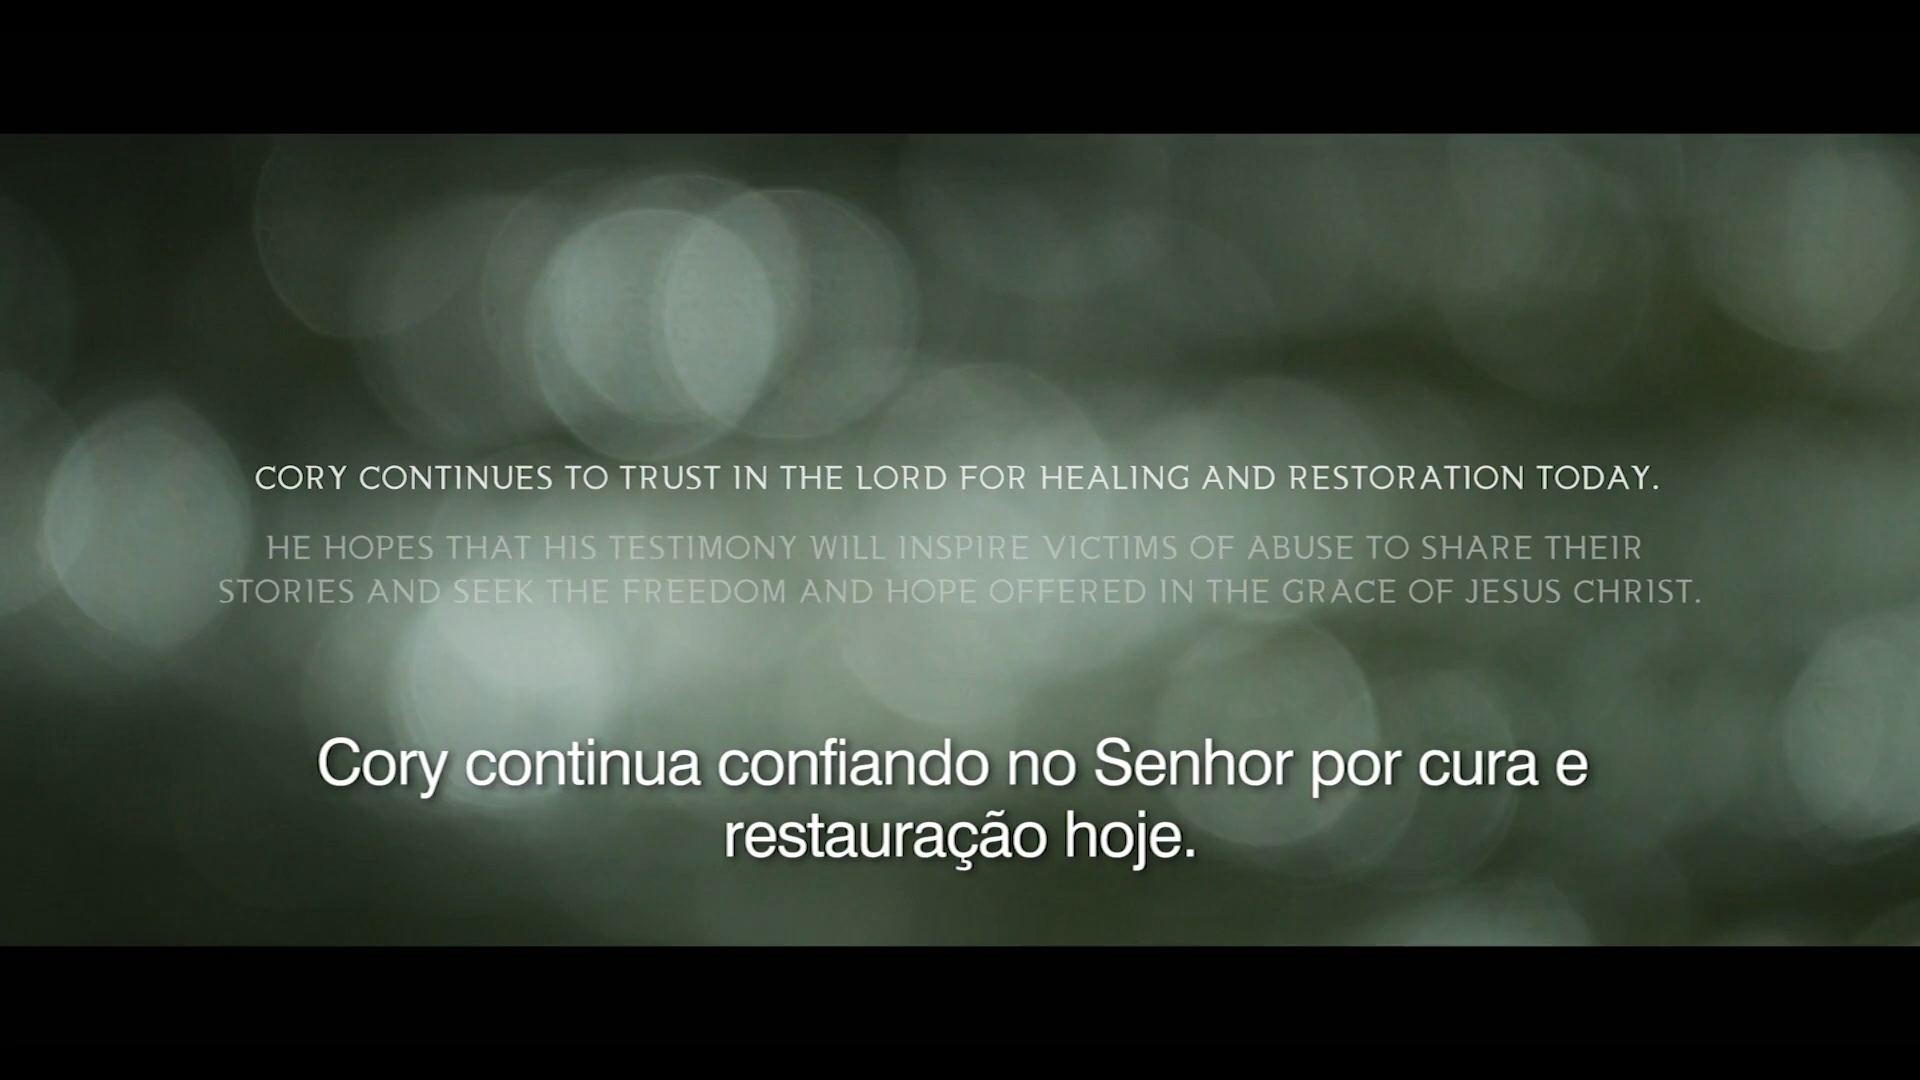 CORY CONTINUES TO TRUST IN THE LORD FOR HEALING AND RESTORATION TODAY.
HE HOPES THAT HIS TESTIMONY WILL INSPIRE VICTIMS OF ABUSE TO SHARE THEIR
STORIES AND SEEK THE FREEDOM AND HOPE OFFERED IN THE GRACE OF JESUS CHRIST.
Cory continua confiando no Senhor por cura e
restauração hoje.